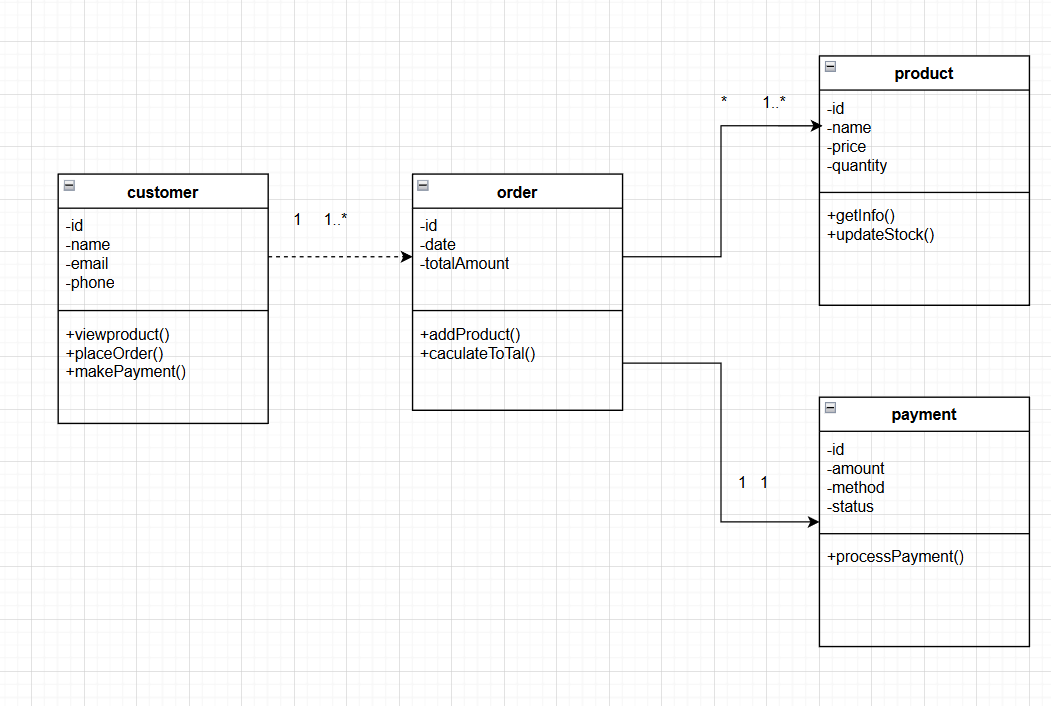 customer
-id
-name
-email
-phone
+viewproduct()
+placeOrder()
+makePayment()
1 1..*
order
-id
-date
-totalAmount
+addProduct()
+caculateToTal()
* 1..*
product
-id
-name
-price
-quantity
+getInfo()
+updateStock()
1 1
payment
-id
-amount
-method
-status
+processPayment()